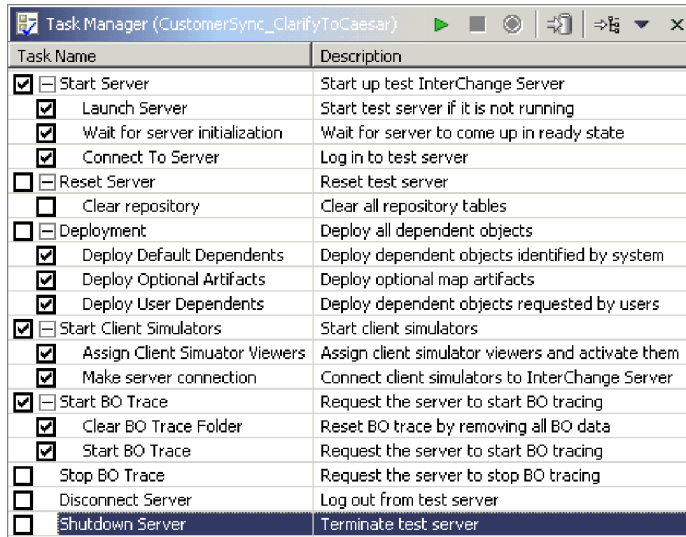 Task Manager (CustomerSync_ClarifyToCaesar)
Task Name Description
Start Server Start up test InterChange Server
Launch Server Start test server if it is not running
Wait for server initialization Wait for server to come up in ready state
Connect To Server Log in to test server
Reset Server Reset test server
Clear repository Clear all repository tables
Deployment Deploy all dependent objects
Deploy Default Dependents Deploy dependent objects identified by system
Deploy Optional Artifacts Deploy optional map artifacts
Deploy User Dependents Deploy dependent objects requested by users
Start Client Simulators Start client simulators
Assign Client Simuator Viewers Assign client simulator viewers and activate them
Make server connection Connect client simulators to InterChange Server
Start BO Trace Request the server to start BO tracing
Clear BO Trace Folder Reset BO trace by removing all BO data
Start BO Trace Request the server to start BO tracing
Stop BO Trace Request the server to stop BO tracing
Disconnect Server Log out from test server
Shutdown Server Terminate test server